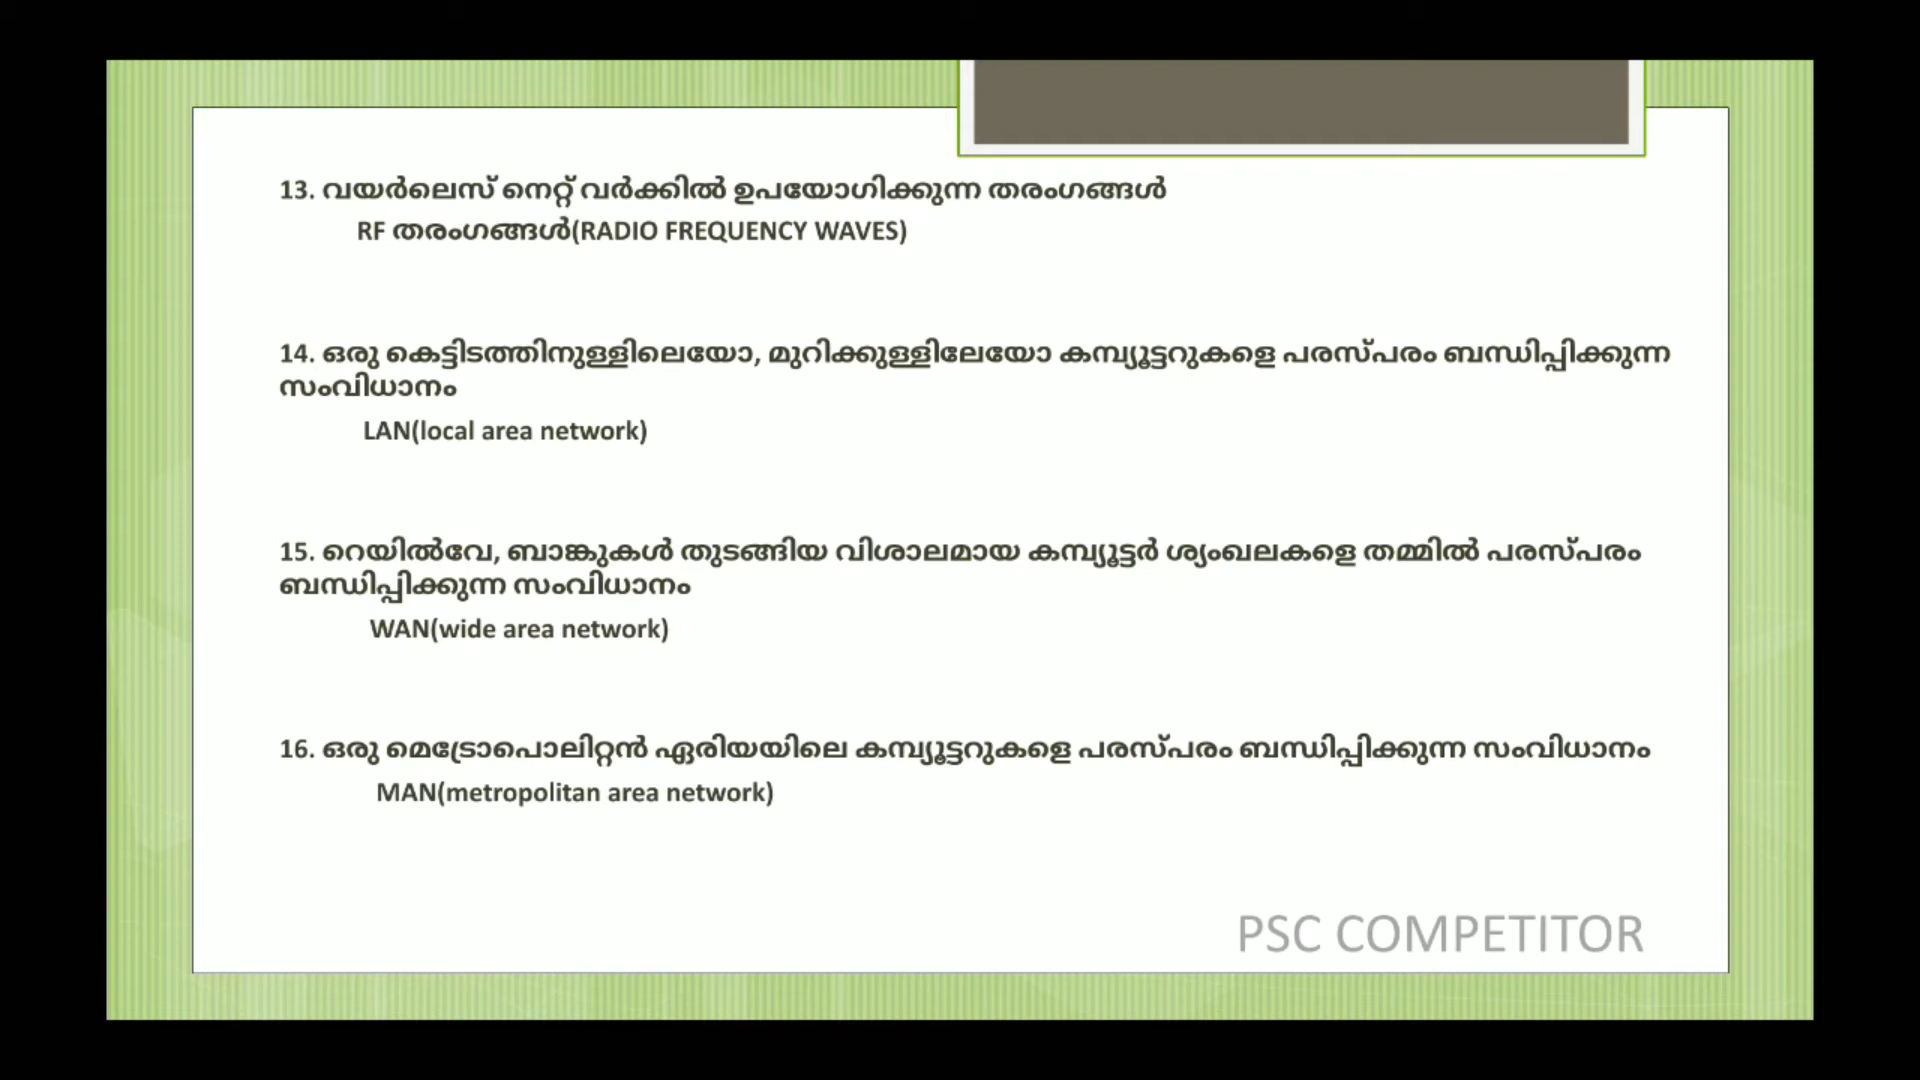 13. വയർലെസ് നെറ്റ് വർക്കിൽ ഉപയോഗിക്കുന്ന തരംഗങ്ങൾ
RF തരംഗങ്ങൾ(RADIO FREQUENCY WAVES)
14. ഒരു കെട്ടിടത്തിനുള്ളിലെയോ, മുറിക്കുള്ളിലേയോ കമ്പ്യൂട്ടറുകളെ പരസ്പരം ബന്ധിപ്പിക്കുന്ന
സംവിധാനം
LAN(local area network)
15. റെയിൽവേ, ബാങ്കുകൾ തുടങ്ങിയ വിശാലമായ കമ്പ്യൂട്ടർ ശ്യംഖലകളെ തമ്മിൽ പരസ്പരം
ബന്ധിപ്പിക്കുന്ന സംവിധാനം
WAN(wide area network)
16. ഒരു മെട്രോപൊലിറ്റൻ ഏരിയയിലെ കമ്പ്യൂട്ടറുകളെ പരസ്പരം ബന്ധിപ്പിക്കുന്ന സംവിധാനം
MAN(metropolitan area network)
PSC COMPETITOR